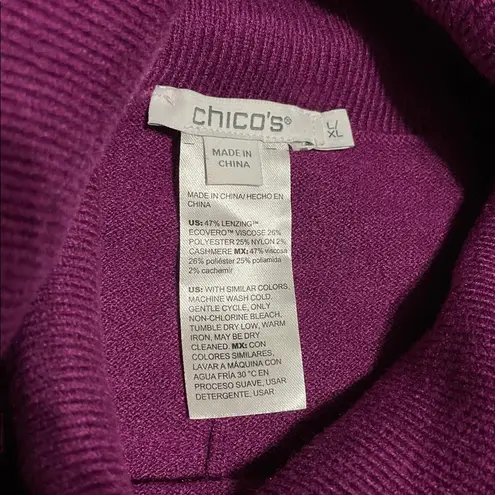 chico's®
L/
XL
MADE IN
CHINA
MADE IN CHINA/ HECHO EN
CHINA
US: 47% LENZING™
ECOVERO™ VISCOSE 26%
POLYESTER 25% NYLON 2%
CASHMERE MX: 47% viscosa
26% poliéster 25% poliamida
2% cachemir
US: WITH SIMILAR COLORS,
MACHINE WASH COLD,
GENTLE CYCLE, ONLY
NON-CHLORINE BLEACH,
TUMBLE DRY LOW, WARM
IRON, MAY BE DRY
CLEANED. MX: CON
COLORES SIMILARES,
LAVAR A MÁQUINA CON
AGUA FRÍA 30 °C EN
PROCESO SUAVE, USAR
DETERGENTE, USAR